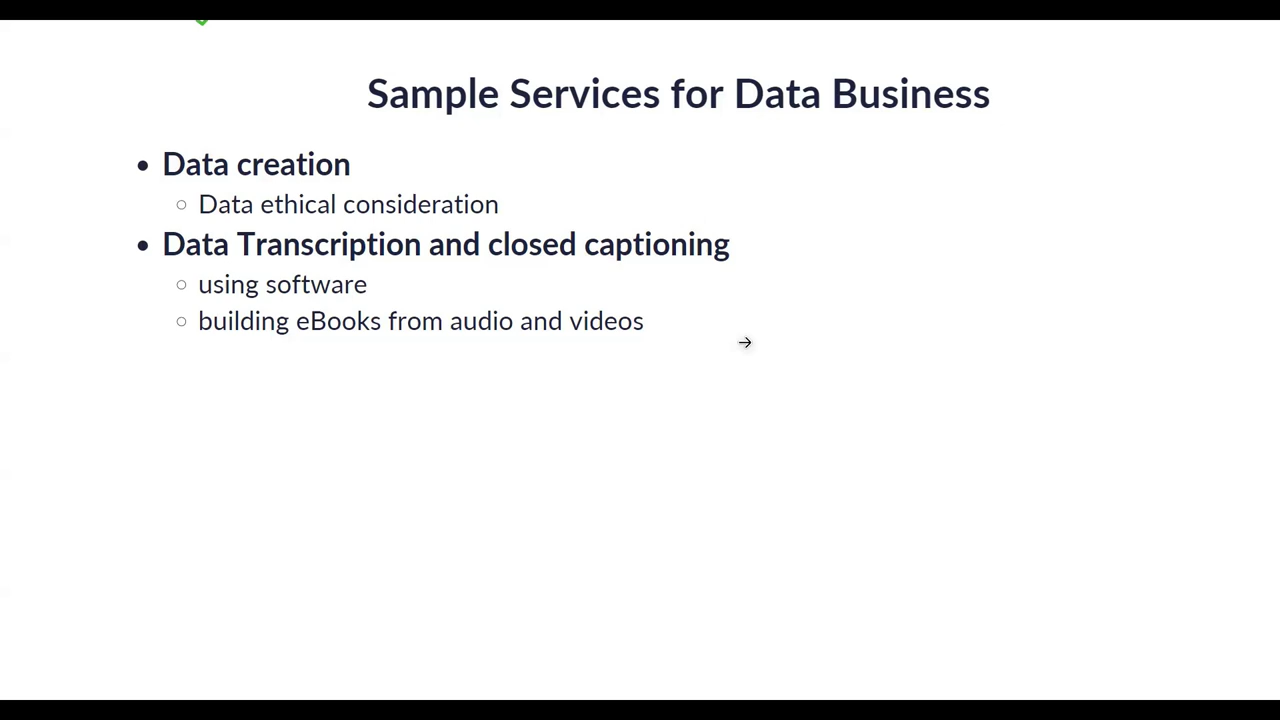 Sample Services for Data Business
• Data creation
○ Data ethical consideration
• Data Transcription and closed captioning
○ using software
○ building eBooks from audio and videos